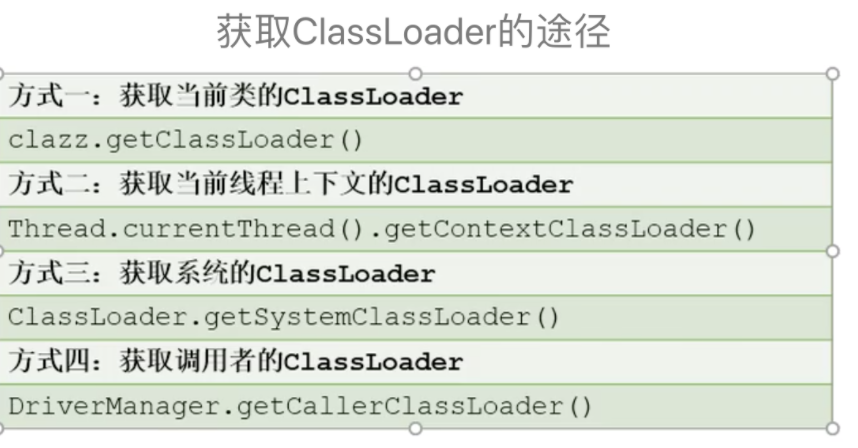 获取ClassLoader的途径
方式一：获取当前类的ClassLoader
clazz.getClassLoader()
方式二：获取当前线程上下文的ClassLoader
Thread.currentThread().getContextClassLoader()
方式三：获取系统的ClassLoader
ClassLoader.getSystemClassLoader()
方式四：获取调用者的ClassLoader
DriverManager.getCallerClassLoader()